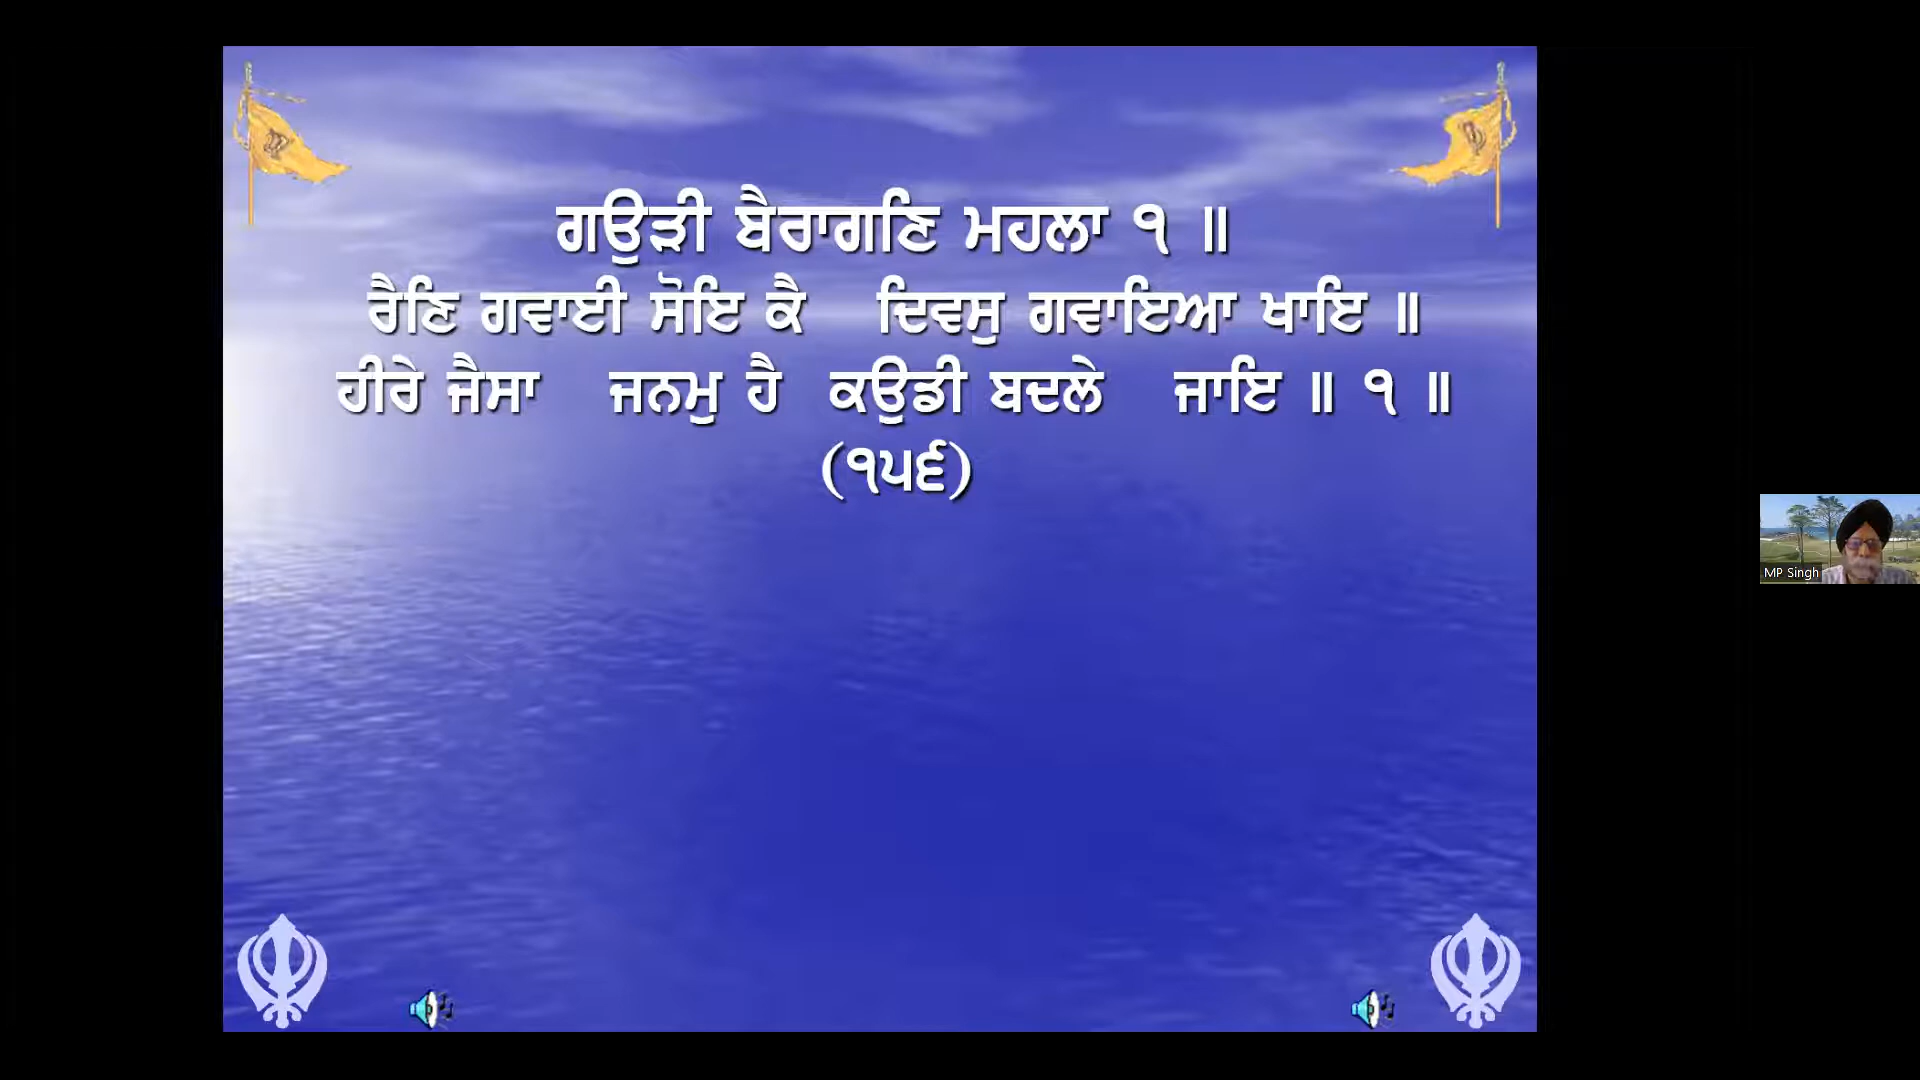 ਗਉੜੀ ਬੈਰਾਗਣਿ ਮਹਲਾ ੧ ॥
ਰੈਣਿ ਗਵਾਈ ਸੋਇ ਕੈ ਦਿਵਸੁ ਗਵਾਇਆ ਖਾਇ ॥
ਹੀਰੇ ਜੈਸਾ ਜਨਮੁ ਹੈ ਕਉਡੀ ਬਦਲੇ ਜਾਇ ॥ ੧ ॥
(੧੫੬)
MP Singh